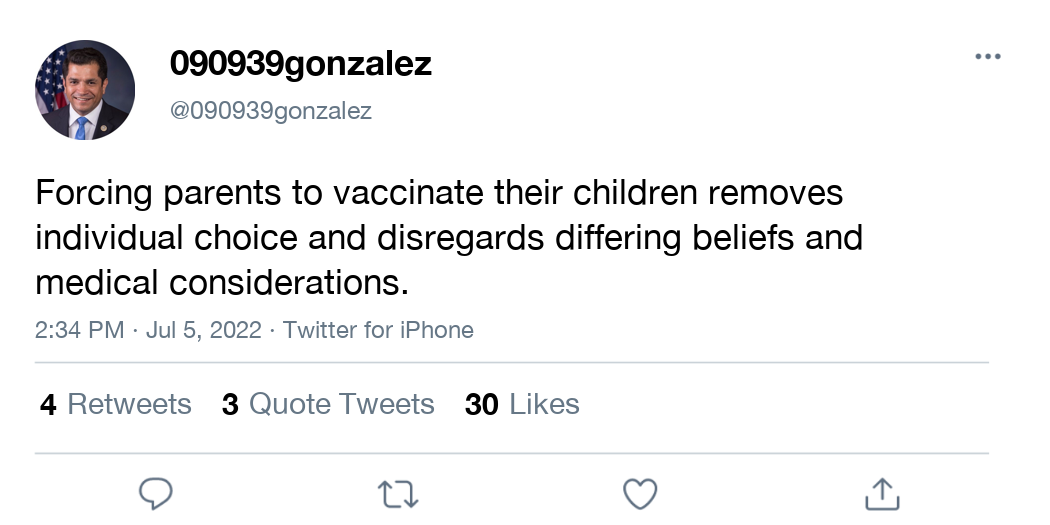 090939gonzalez
@090939gonzalez
Forcing parents to vaccinate their children removes
individual choice and disregards differing beliefs and
medical considerations.
2:34 PM · Jul 5, 2022 · Twitter for iPhone
4 Retweets 3 Quote Tweets 30 Likes